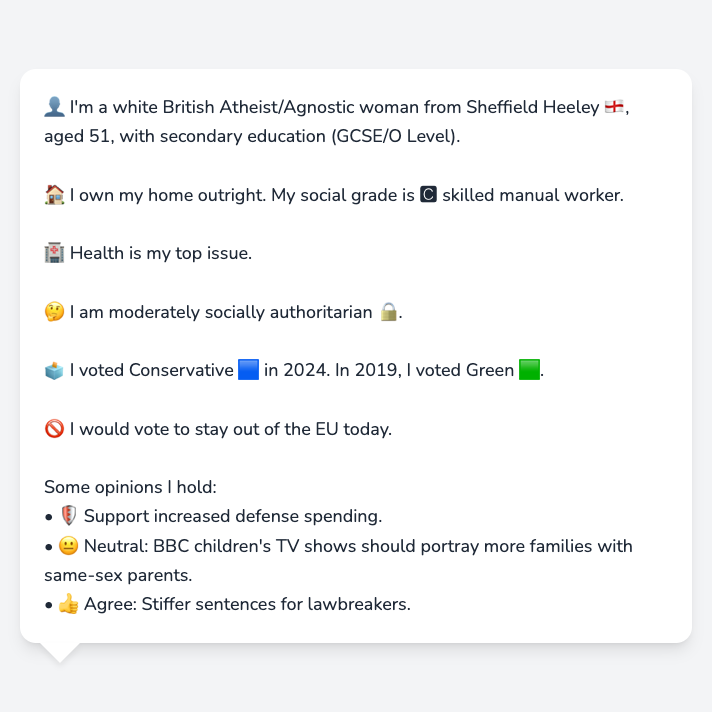 👤 I'm a white British Atheist/Agnostic woman from Sheffield Heeley 🏴󠁧󠁢󠁥󠁮󠁧󠁿,
aged 51, with secondary education (GCSE/O Level).
🏠 I own my home outright. My social grade is 🅲 skilled manual worker.
🏥 Health is my top issue.
🤔 I am moderately socially authoritarian 🔒.
🗳️ I voted Conservative 🟦 in 2024. In 2019, I voted Green 🟩.
🚫 I would vote to stay out of the EU today.
Some opinions I hold:
• 🛡️ Support increased defense spending.
• 😐 Neutral: BBC children's TV shows should portray more families with
same-sex parents.
• 👍 Agree: Stiffer sentences for lawbreakers.